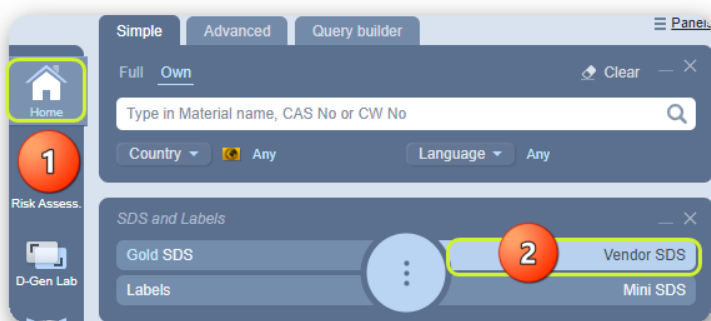 Simple Advanced Query builder Panels
Full Own Clear
Home
Type in Material name, CAS No or CW No
Country Any Language Any
1
Risk Assess.
SDS and Labels
Gold SDS 2 Vendor SDS
D-Gen Lab
Labels Mini SDS